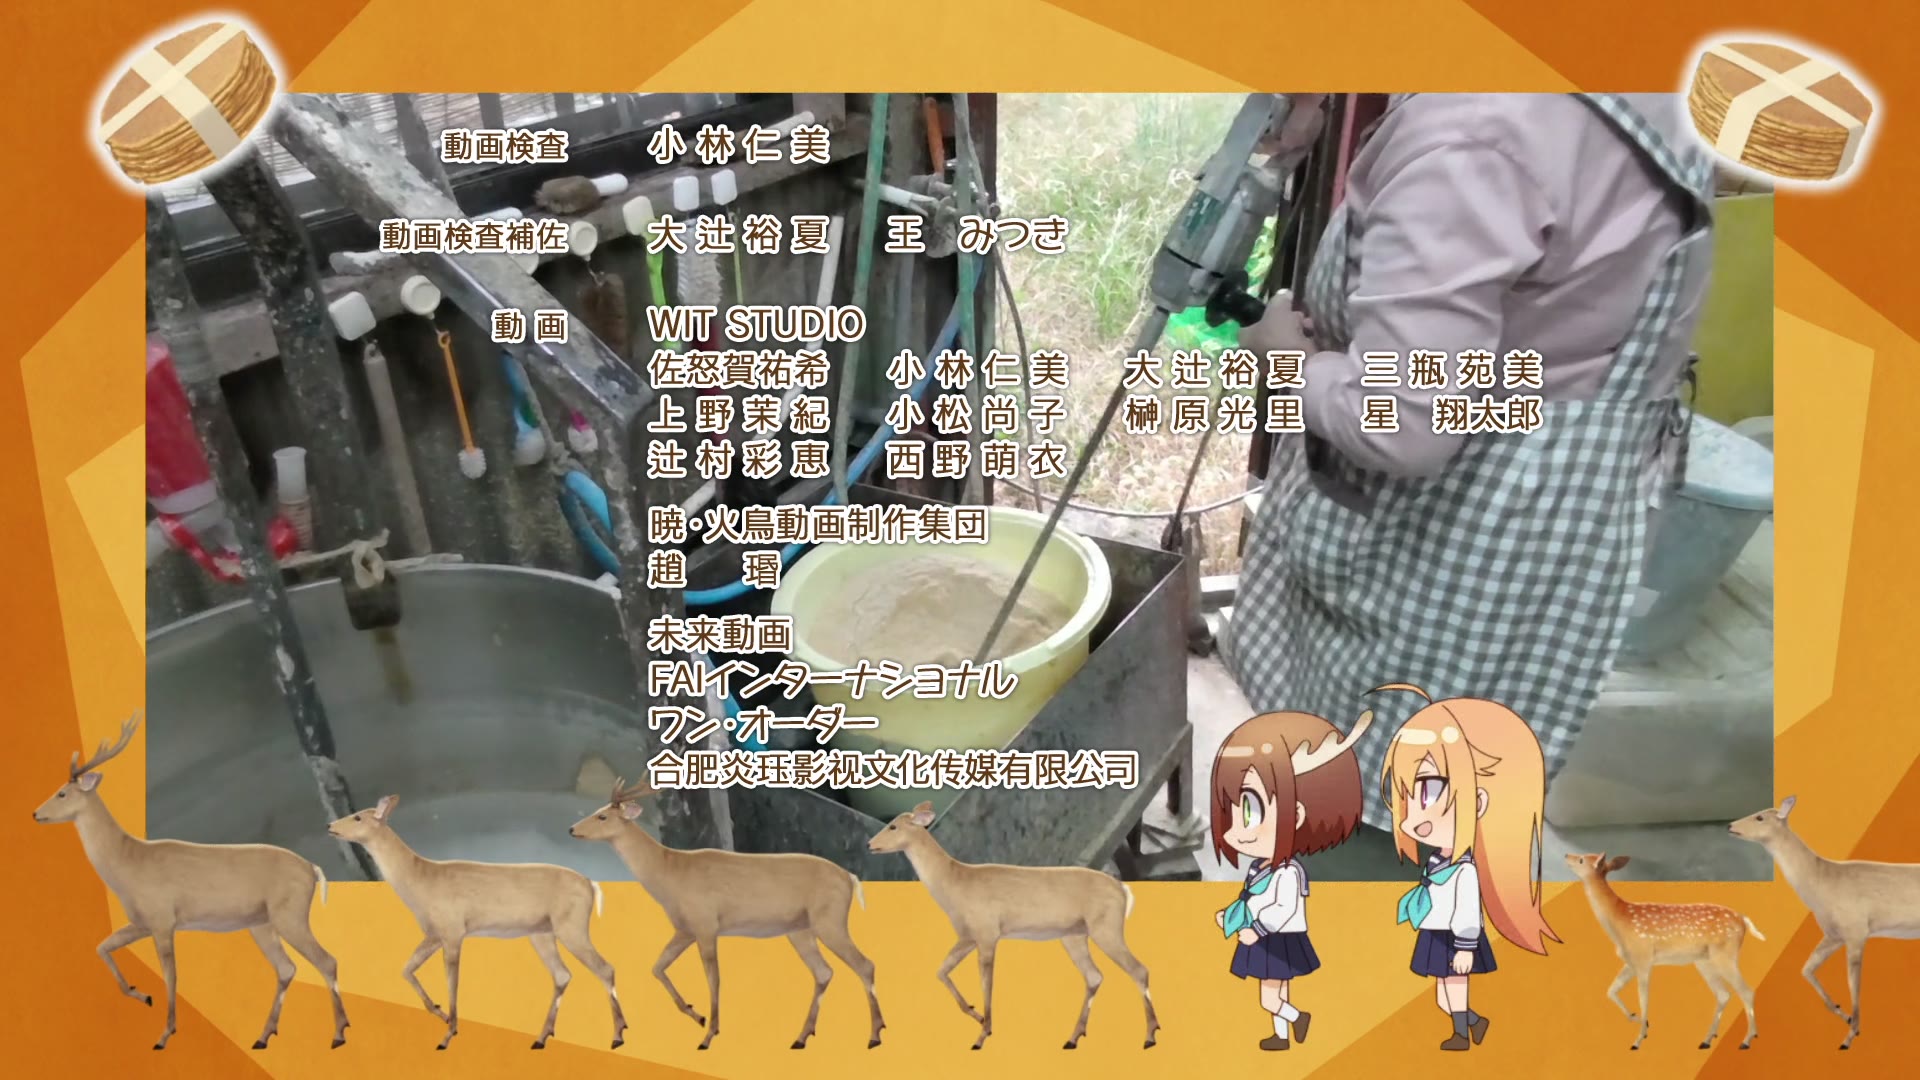 動画検査 小林仁美
動画検査補佐 大辻裕夏 王 みつき
動画 WIT STUDIO
佐怒賀祐希 小林仁美 大辻裕夏 三瓶苑美
上野茉紀 小松尚子 榊原光里 星 翔太郎
辻村彩恵 西野萌衣
暁・火鳥動画制作集団
趙 瑨
未来動画
FAIインターナショナル
ワン・オーダー
合肥炎珏影视文化传媒有限公司